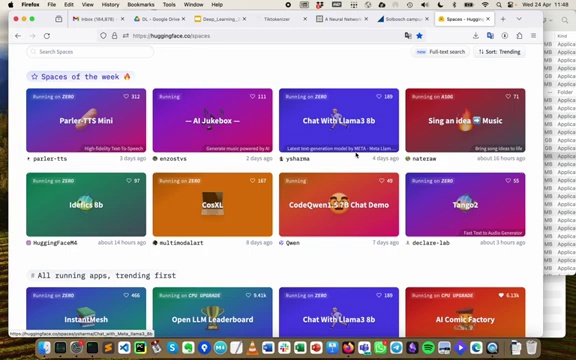 Firefox File Edit View History Bookmarks Tools Window Help
Wed 24 Apr 11:48
Inbox (194,878)
DL - Google Drive
Deep_Learning_
Tiktokenizer
A Neural Network
Solbosch campus
Spaces - Hugging
https://huggingface.co/spaces
Search Spaces
new Full-text search
Sort: Trending
Kind
Spaces of the week 🔥
Running on ZERO ♡ 312
Parler-TTS Mini
High-fidelity Text-To-Speech
parler-tts 3 days ago
Running ♡ 111
— AI Jukebox —
Generate music powered by AI
enzostvs 2 days ago
Running on ZERO ♡ 189
Chat With Llama3 8b
Latest text-generation model by META - Meta Llam...
ysharma 4 days ago
Running on A10G ♡ 71
Sing an idea ➡️ Music
Bring song ideas to life
nateraw about 16 hours ago
Running on ZERO ♡ 97
Idefics 8b
HuggingFaceM4 about 14 hours ago
Running on ZERO ♡ 167
CosXL
multimodalart 8 days ago
Running ♡ 49
CodeQwen1.5 7B Chat Demo
Qwen 7 days ago
Running on ZERO ♡ 55
Tango2
Fast Text to Audio Generator
declare-lab 3 days ago
All running apps, trending first
Running on ZERO ♡ 466
InstantMesh
Running on CPU UPGRADE ♡ 9.41k
Open LLM Leaderboard
Running on ZERO ♡ 189
Chat With Llama3 8b
Running on CPU UPGRADE 6.13k
AI Comic Factory
https://huggingface.co/spaces/ysharma/Chat_with_Meta_llama3_8b